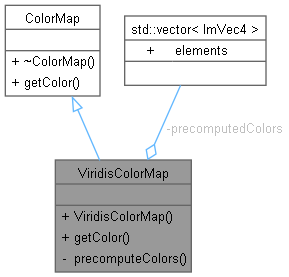 ColorMap
+ ~ColorMap()
+ getColor()
std::vector< ImVec4 >
+ elements
-precomputedColors
ViridisColorMap
+ ViridisColorMap()
+ getColor()
- precomputeColors()